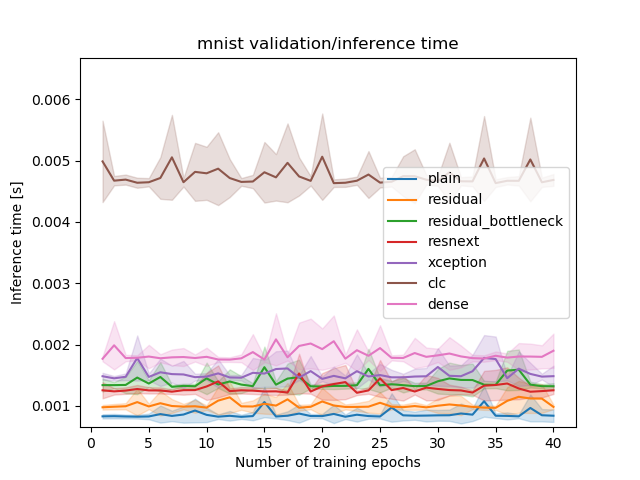 mnist validation/inference time
Inference time [s]
0.006
0.005
0.004
0.003
0.002
0.001
plain
residual
residual_bottleneck
resnext
xception
clc
dense
0 5 10 15 20 25 30 35 40
Number of training epochs